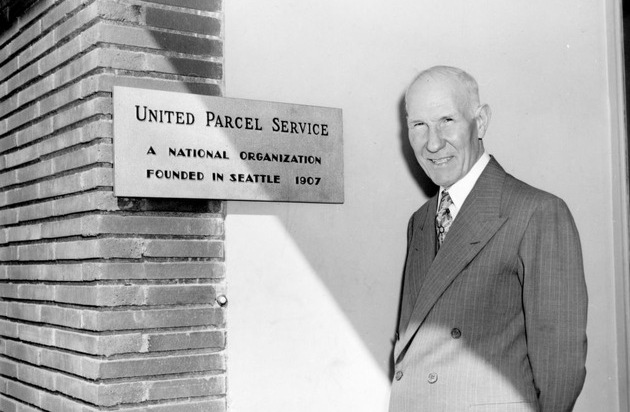 UNITED PARCEL SERVICE
A NATIONAL ORGANIZATION
FOUNDED IN SEATTLE 1907